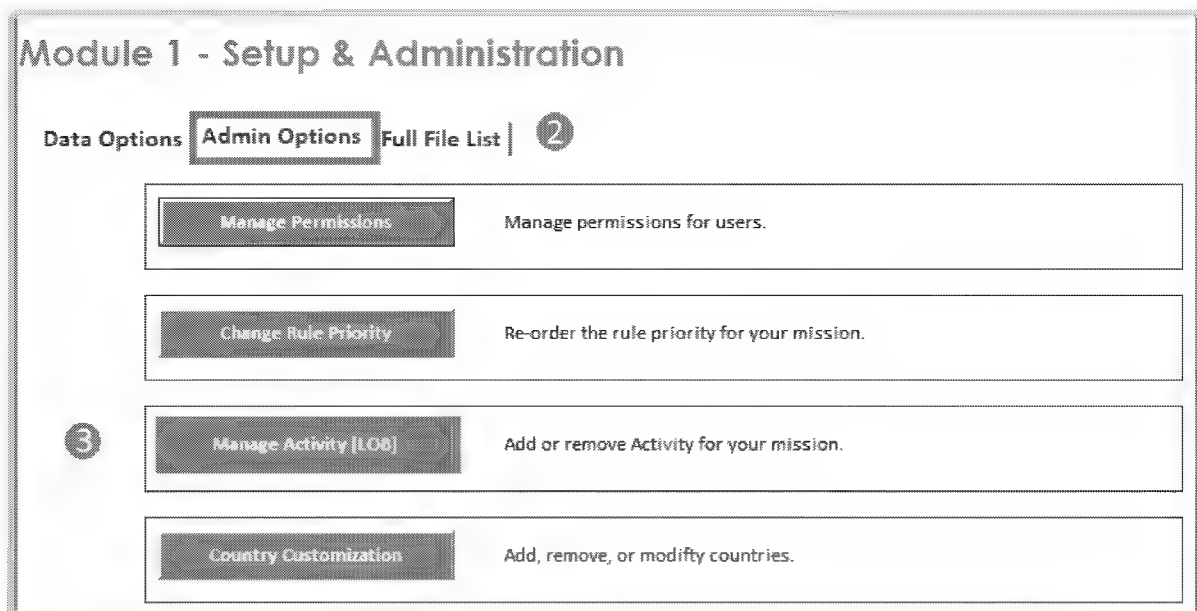 Module 1 - Setup & Administration
Data Options Admin Options Full File List 2
Manage Permissions Manage permissions for users.
Change Rule Priority Re-order the rule priority for your mission.
3 Manage Activity [LOB] Add or remove Activity for your mission.
Country Customization Add, remove, or modifty countries.